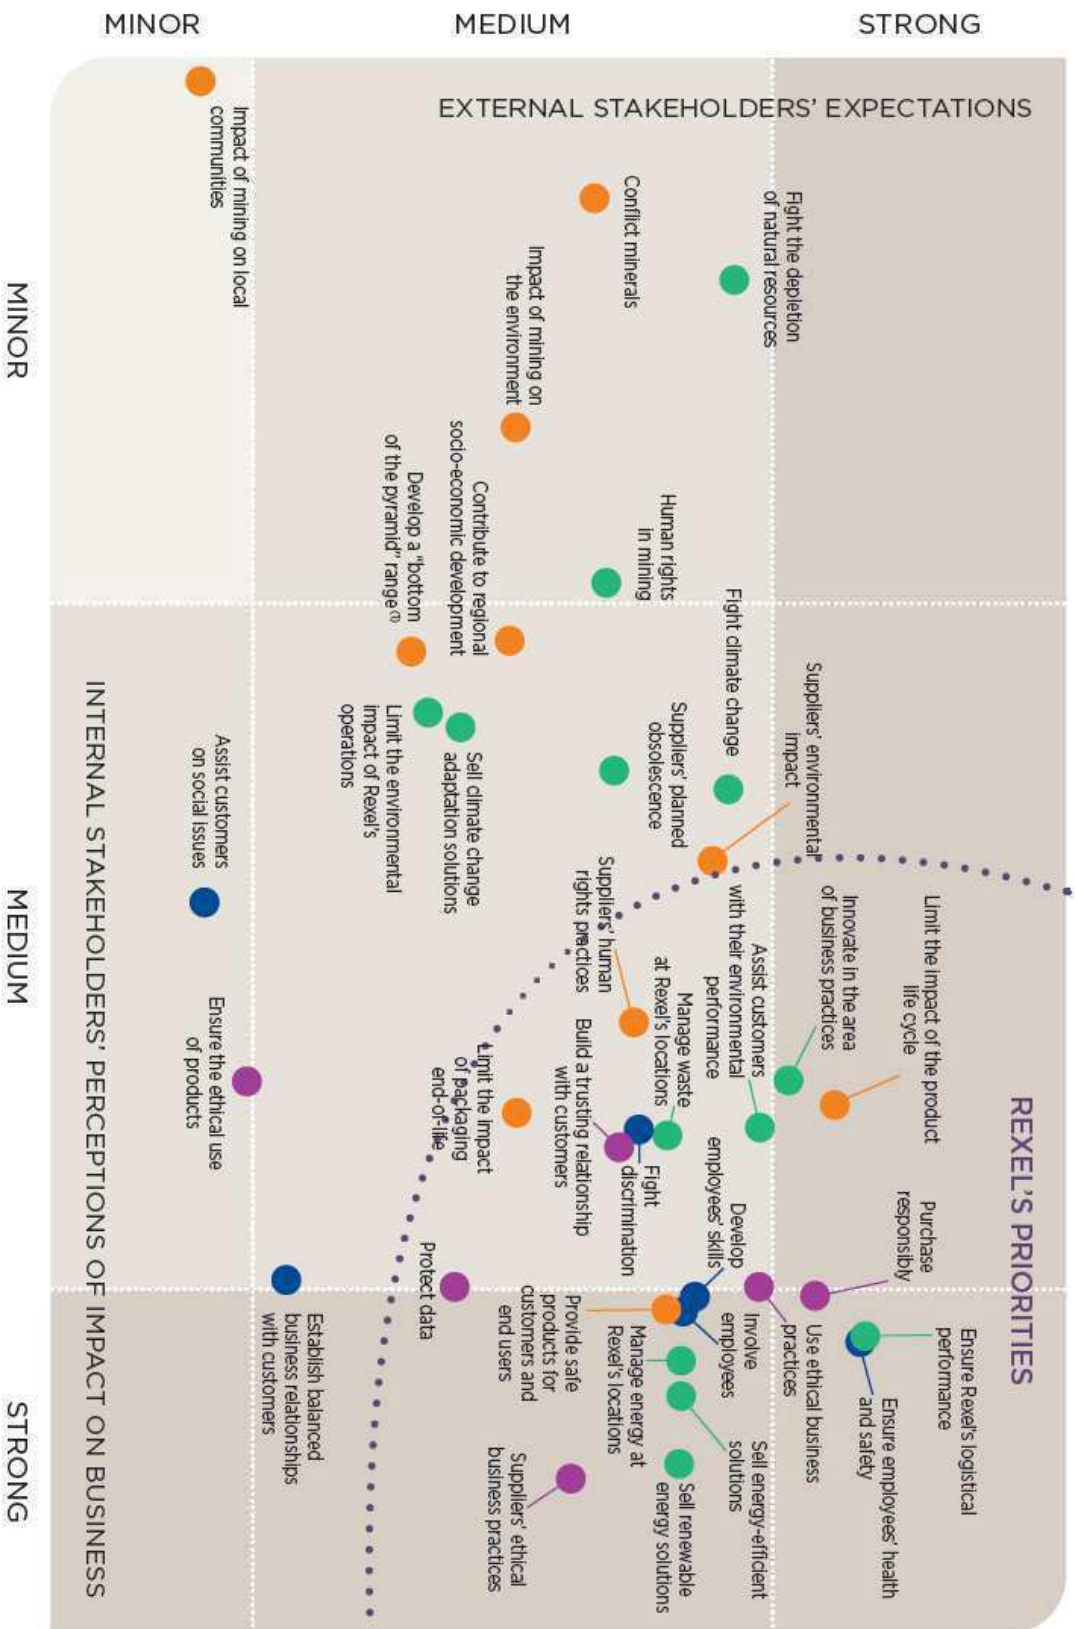 MINOR
MEDIUM
STRONG
EXTERNAL STAKEHOLDERS’ EXPECTATIONS
Impact of mining on local
communities
Conflict minerals
Fight the depletion
of natural resources
Impact of mining on
the environment
Contribute to regional
socio-economic development
Develop a “bottom
of the pyramid” range(1)
Human rights
in mining
Fight climate change
Suppliers’ environmental
impact
Suppliers’ planned
obsolescence
Limit the environmental
impact of Rexel’s
operations
Sell climate change
adaptation solutions
Assist customers
on social issues
Suppliers’ human
rights practices
Assist customers
with their environmental
performance
Innovate in the area
of business practices
Limit the impact of the product
life cycle
Manage waste
at Rexel’s locations
Build a trusting relationship
with customers
Limit the impact
of packaging
end-of-life
Ensure the ethical use
of products
Fight
discrimination
Develop
employees’ skills
REXEL’S PRIORITIES
Purchase
responsibly
Protect data
Provide safe
products for
customers and
end users
Involve
employees
Use ethical business
practices
Ensure Rexel’s logistical
performance
Ensure employees’ health
and safety
Establish balanced
business relationships
with customers
Manage energy at
Rexel’s locations
Sell energy-efficient
solutions
Sell renewable
energy solutions
Suppliers’ ethical
business practices
INTERNAL STAKEHOLDERS’ PERCEPTIONS OF IMPACT ON BUSINESS
MINOR
MEDIUM
STRONG